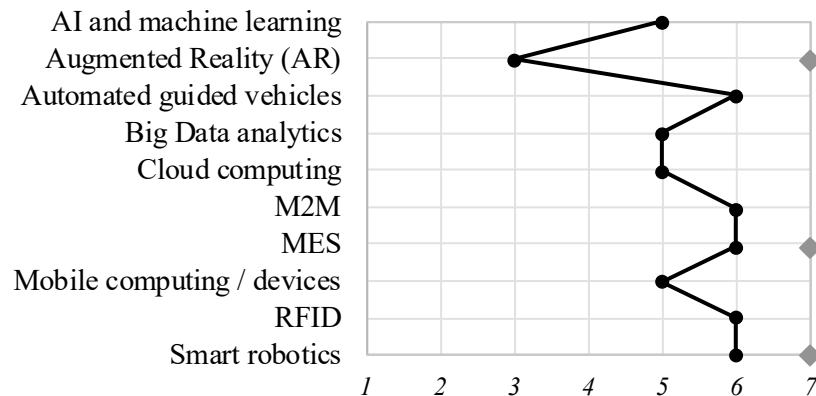 AI and machine learning
Augmented Reality (AR)
Automated guided vehicles
Big Data analytics
Cloud computing
M2M
MES
Mobile computing / devices
RFID
Smart robotics
1 2 3 4 5 6 7